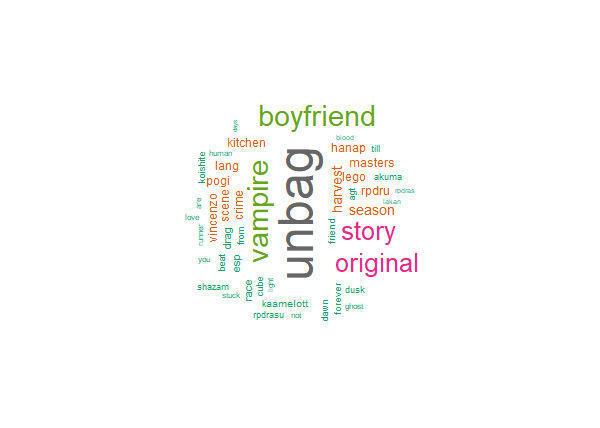 boyfriend
days
blood
kitchen
hanap
till
human
koishite
lang
masters
pogi
lego
akuma
vampire
unbag
harvest
agt
rpdru
rpdras
are
vincenzo
scene
crime
laken
love
season
runner
drag
from
friend
story
you
beat
esp
original
shazam
stuck
race
cube
light
dusk
kaamelott
dawn
forever
ghost
rpdrasu
not